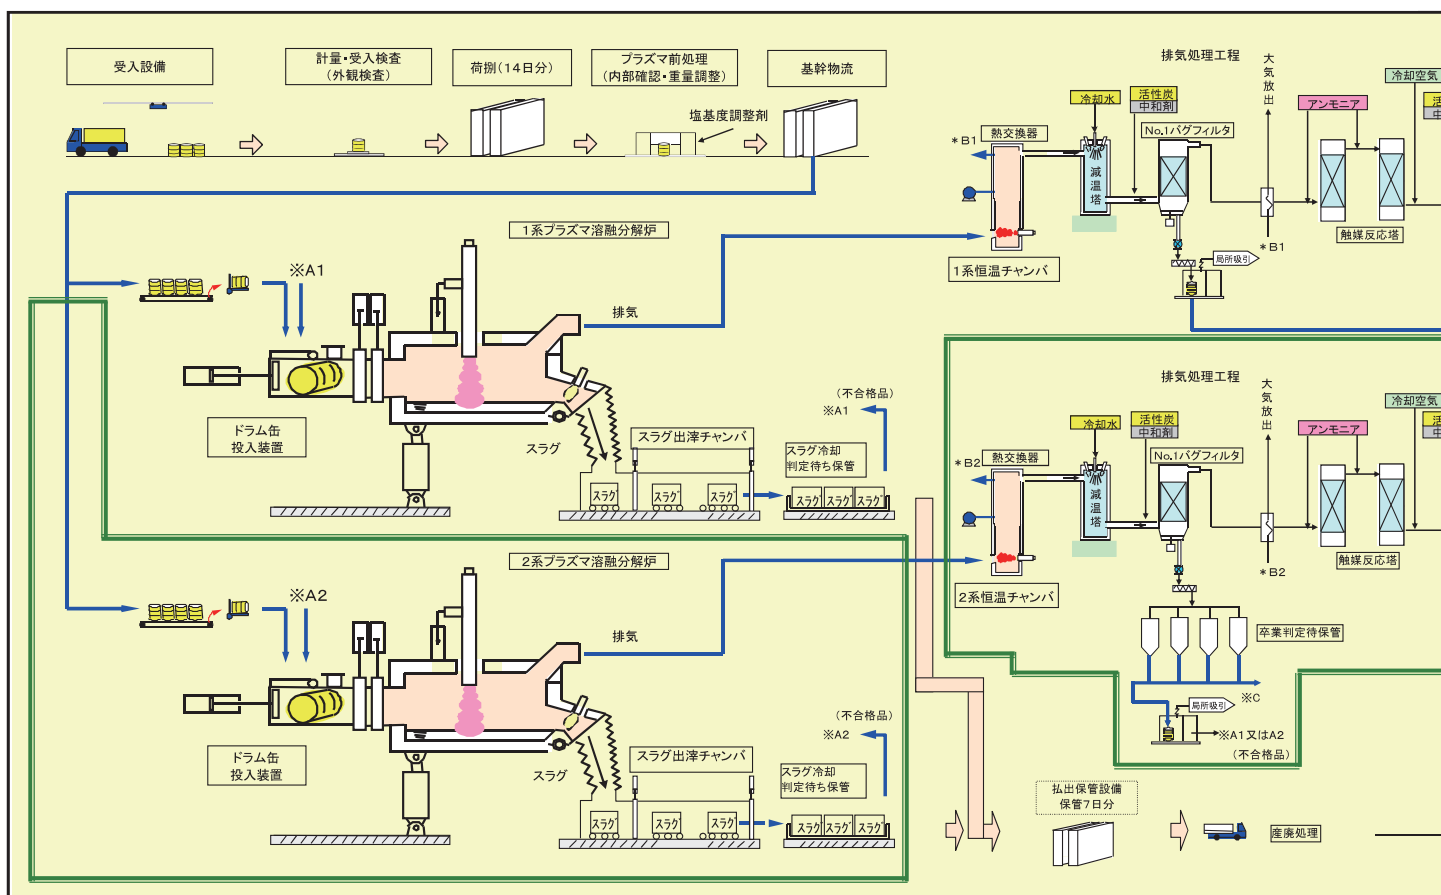 受入設備
計量・受入検査
(外観検査)
荷捌(14日分)
プラズマ前処理
(内部確認・重量調整)
基幹物流
塩基度調整剤
排気処理工程
大気放出
冷却空気
冷却水
活性炭
中和剤
アンモニア
活
中
No.1バグフィルタ
熱交換器
*B1
減温塔
*B1
触媒反応塔
局所吸引
1系恒温チャンバ
1系プラズマ溶融分解炉
※A1
排気
ドラム缶
投入装置
スラグ
スラグ出滓チャンバ
(不合格品)
※A1
スラグ冷却
判定待ち保管
スラグ
スラグ
スラグ
スラグ
スラグ
スラグ
排気処理工程
大気放出
冷却空気
冷却水
活性炭
中和剤
アンモニア
活
中
No.1バグフィルタ
熱交換器
*B2
減温塔
*B2
触媒反応塔
2系恒温チャンバ
卒業判定待保管
※C
局所吸引
※A1又はA2
(不合格品)
2系プラズマ溶融分解炉
※A2
排気
ドラム缶
投入装置
スラグ
スラグ出滓チャンバ
(不合格品)
※A2
スラグ冷却
判定待ち保管
スラグ
スラグ
スラグ
スラグ
スラグ
スラグ
払出保管設備
保管7日分
産廃処理